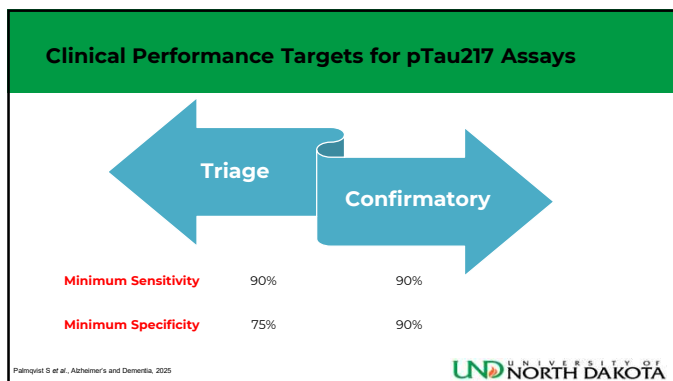 Clinical Performance Targets for pTau217 Assays
Triage
Confirmatory
Minimum Sensitivity 90% 90%
Minimum Specificity 75% 90%
Palmqvist S et al., Alzheimer's and Dementia, 2025
UND UNIVERSITY OF
NORTH DAKOTA